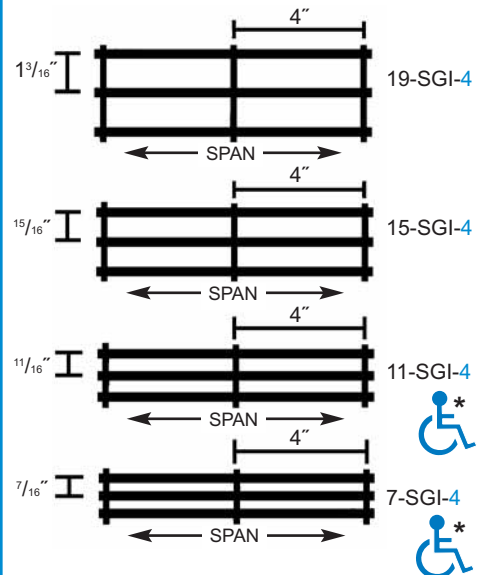 4″
1³/₁₆″
19-SGI-4
SPAN
4″
¹⁵/₁₆″
15-SGI-4
SPAN
4″
¹¹/₁₆″
11-SGI-4
*
SPAN
4″
⁷/₁₆″
7-SGI-4
*
SPAN